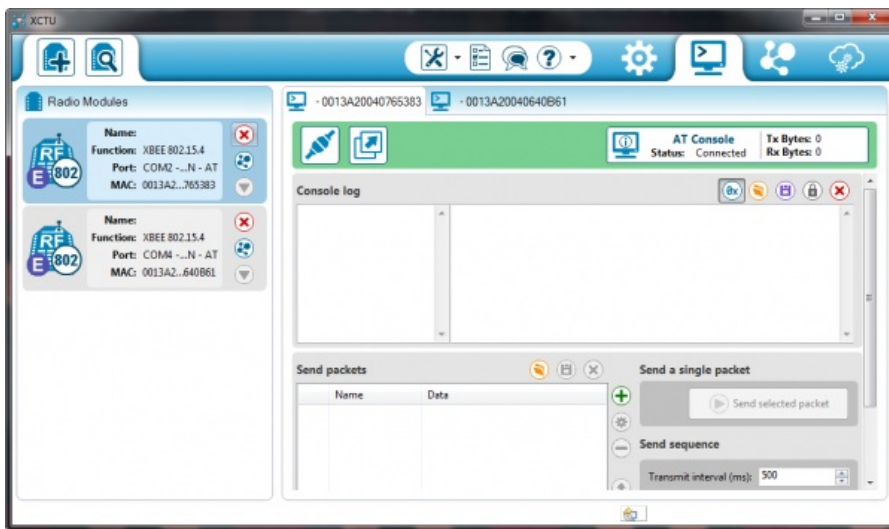 XCTU
Radio Modules
Name:
Function: XBEE 802.15.4
Port: COM2 -...N - AT
MAC: 0013A2...765383
RF
E 802
Name:
Function: XBEE 802.15.4
Port: COM4 -...N - AT
MAC: 0013A2...640B61
RF
E 802
- 0013A20040765383
- 0013A20040640B61
AT Console
Status: Connected
Tx Bytes: 0
Rx Bytes: 0
Console log
0x
Send packets
Name Data
Send a single packet
Send selected packet
Send sequence
Transmit interval (ms): 500